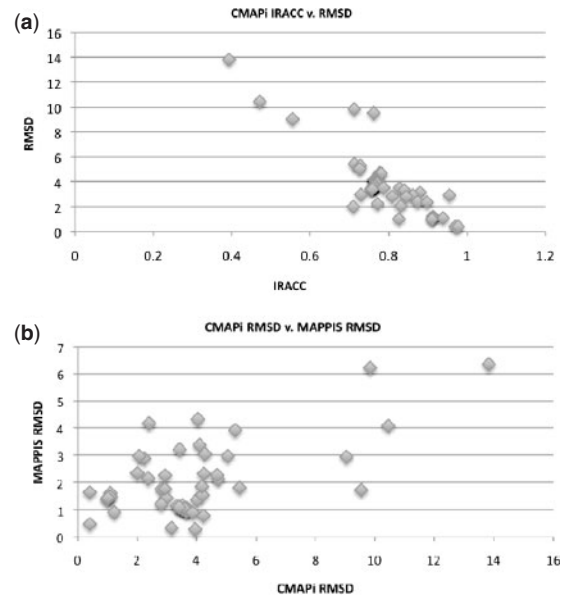 (a)
CMAPi IRACC v. RMSD
16
14
12
10
8
6
4
2
0
RMSD
0 0.2 0.4 0.6 0.8 1 1.2
IRACC
(b)
CMAPi RMSD v. MAPPIS RMSD
7
6
5
4
3
2
1
0
MAPPIS RMSD
0 2 4 6 8 10 12 14 16
CMAPi RMSD